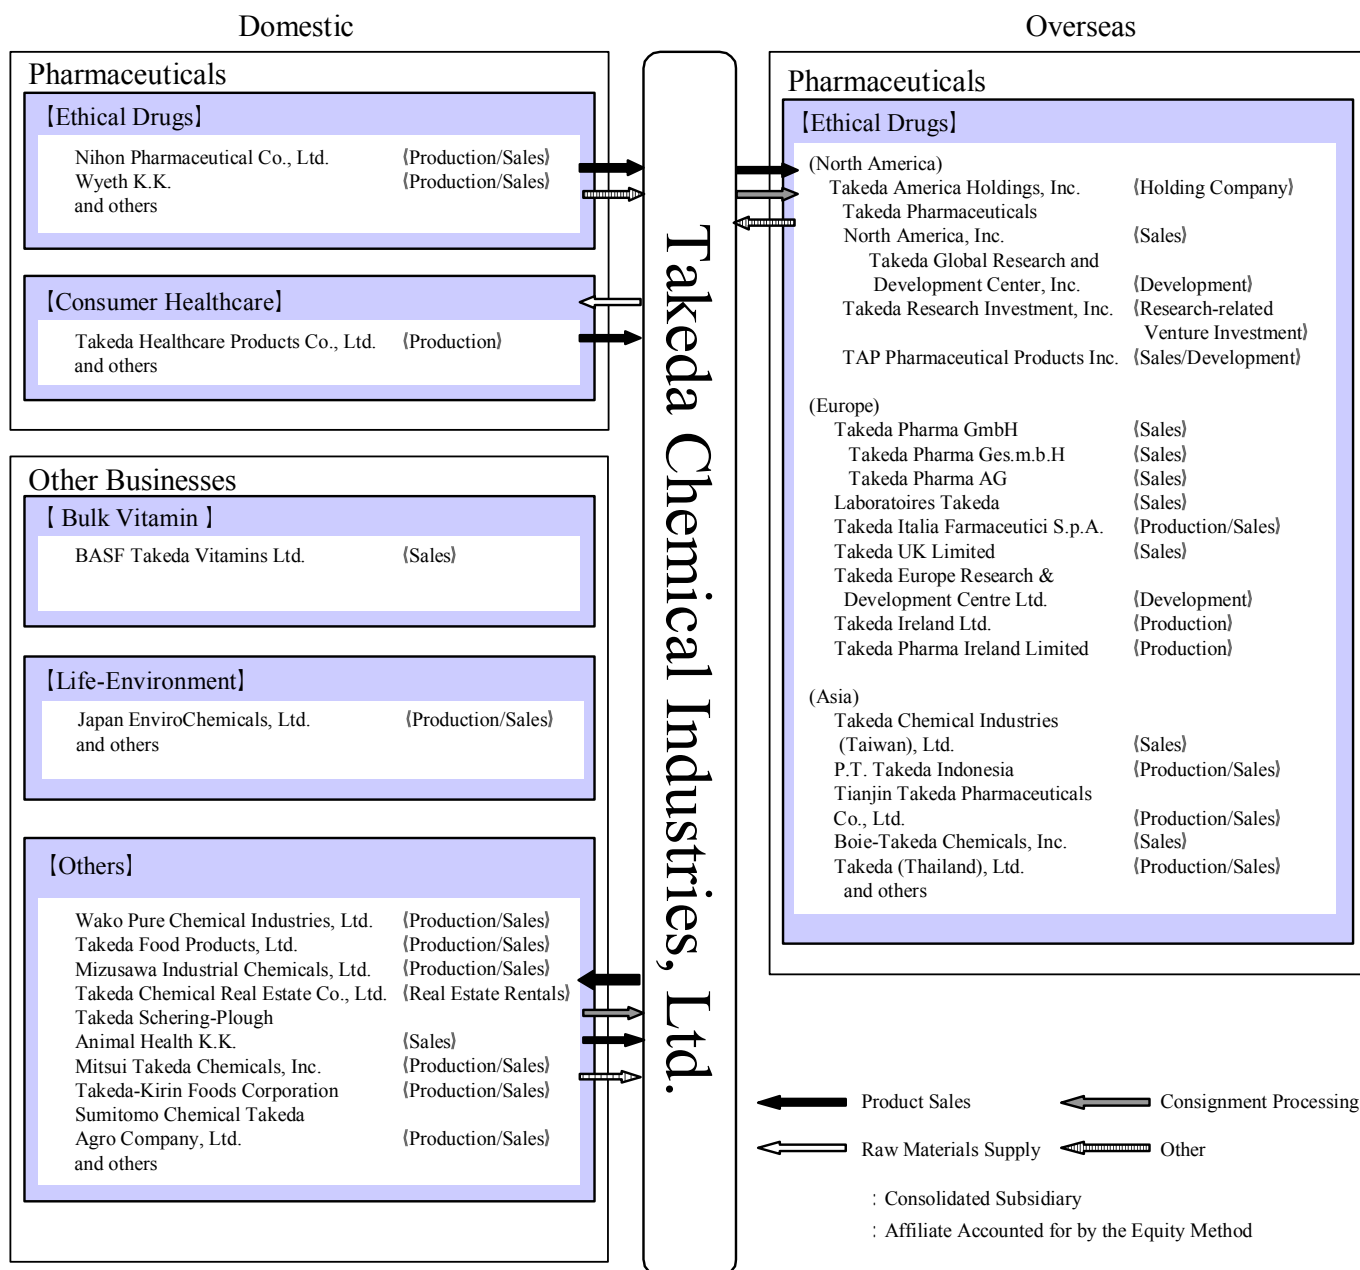 Domestic
Pharmaceuticals
【Ethical Drugs】
Nihon Pharmaceutical Co., Ltd. 《Production/Sales》
Wyeth K.K. 《Production/Sales》
and others
【Consumer Healthcare】
Takeda Healthcare Products Co., Ltd. 《Production》
and others
Other Businesses
【 Bulk Vitamin 】
BASF Takeda Vitamins Ltd. 《Sales》
【Life-Environment】
Japan EnviroChemicals, Ltd. 《Production/Sales》
and others
【Others】
Wako Pure Chemical Industries, Ltd. 《Production/Sales》
Takeda Food Products, Ltd. 《Production/Sales》
Mizusawa Industrial Chemicals, Ltd. 《Production/Sales》
Takeda Chemical Real Estate Co., Ltd. 《Real Estate Rentals》
Takeda Schering-Plough
Animal Health K.K. 《Sales》
Mitsui Takeda Chemicals, Inc. 《Production/Sales》
Takeda-Kirin Foods Corporation 《Production/Sales》
Sumitomo Chemical Takeda
Agro Company, Ltd. 《Production/Sales》
and others
Takeda Chemical Industries, Ltd.
Overseas
Pharmaceuticals
【Ethical Drugs】
(North America)
Takeda America Holdings, Inc. 《Holding Company》
Takeda Pharmaceuticals
North America, Inc. 《Sales》
Takeda Global Research and
Development Center, Inc. 《Development》
Takeda Research Investment, Inc. 《Research-related
Venture Investment》
TAP Pharmaceutical Products Inc. 《Sales/Development》
(Europe)
Takeda Pharma GmbH 《Sales》
Takeda Pharma Ges.m.b.H 《Sales》
Takeda Pharma AG 《Sales》
Laboratoires Takeda 《Sales》
Takeda Italia Farmaceutici S.p.A. 《Production/Sales》
Takeda UK Limited 《Sales》
Takeda Europe Research &
Development Centre Ltd. 《Development》
Takeda Ireland Ltd. 《Production》
Takeda Pharma Ireland Limited 《Production》
(Asia)
Takeda Chemical Industries
(Taiwan), Ltd. 《Sales》
P.T. Takeda Indonesia 《Production/Sales》
Tianjin Takeda Pharmaceuticals
Co., Ltd. 《Production/Sales》
Boie-Takeda Chemicals, Inc. 《Sales》
Takeda (Thailand), Ltd. 《Production/Sales》
and others
Product Sales
Consignment Processing
Raw Materials Supply
Other
: Consolidated Subsidiary
: Affiliate Accounted for by the Equity Method